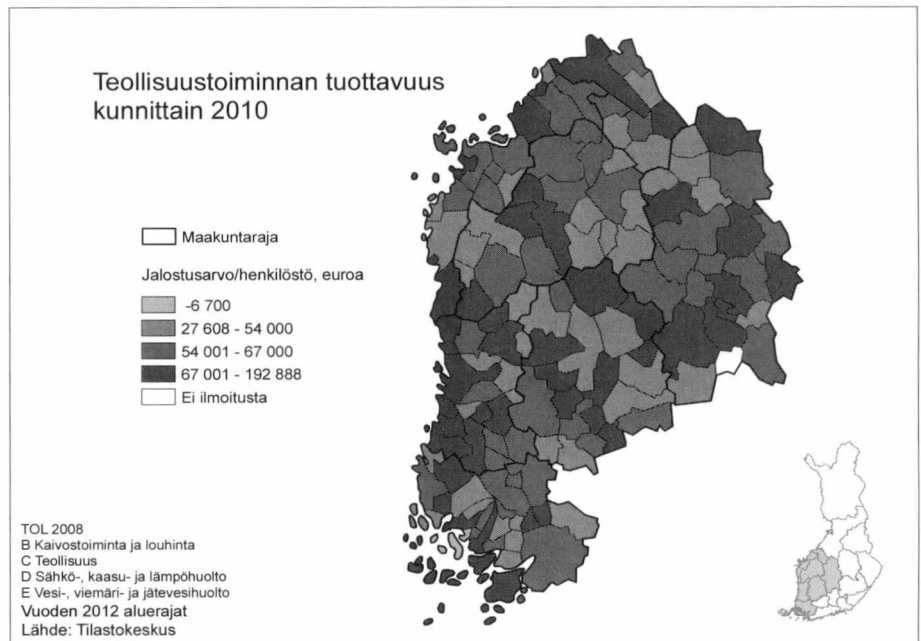 Teollisuustoiminnan tuottavuus
kunnittain 2010
Maakuntaraja
Jalostusarvo/henkilöstö, euroa
-6 700
27 608 - 54 000
54 001 - 67 000
67 001 - 192 888
Ei ilmoitusta
TOL 2008
B Kaivostoiminta ja louhinta
C Teollisuus
D Sähkö-, kaasu- ja lämpöhuolto
E Vesi-, viemäri- ja jätevesihuolto
Vuoden 2012 aluerajat
Lähde: Tilastokeskus